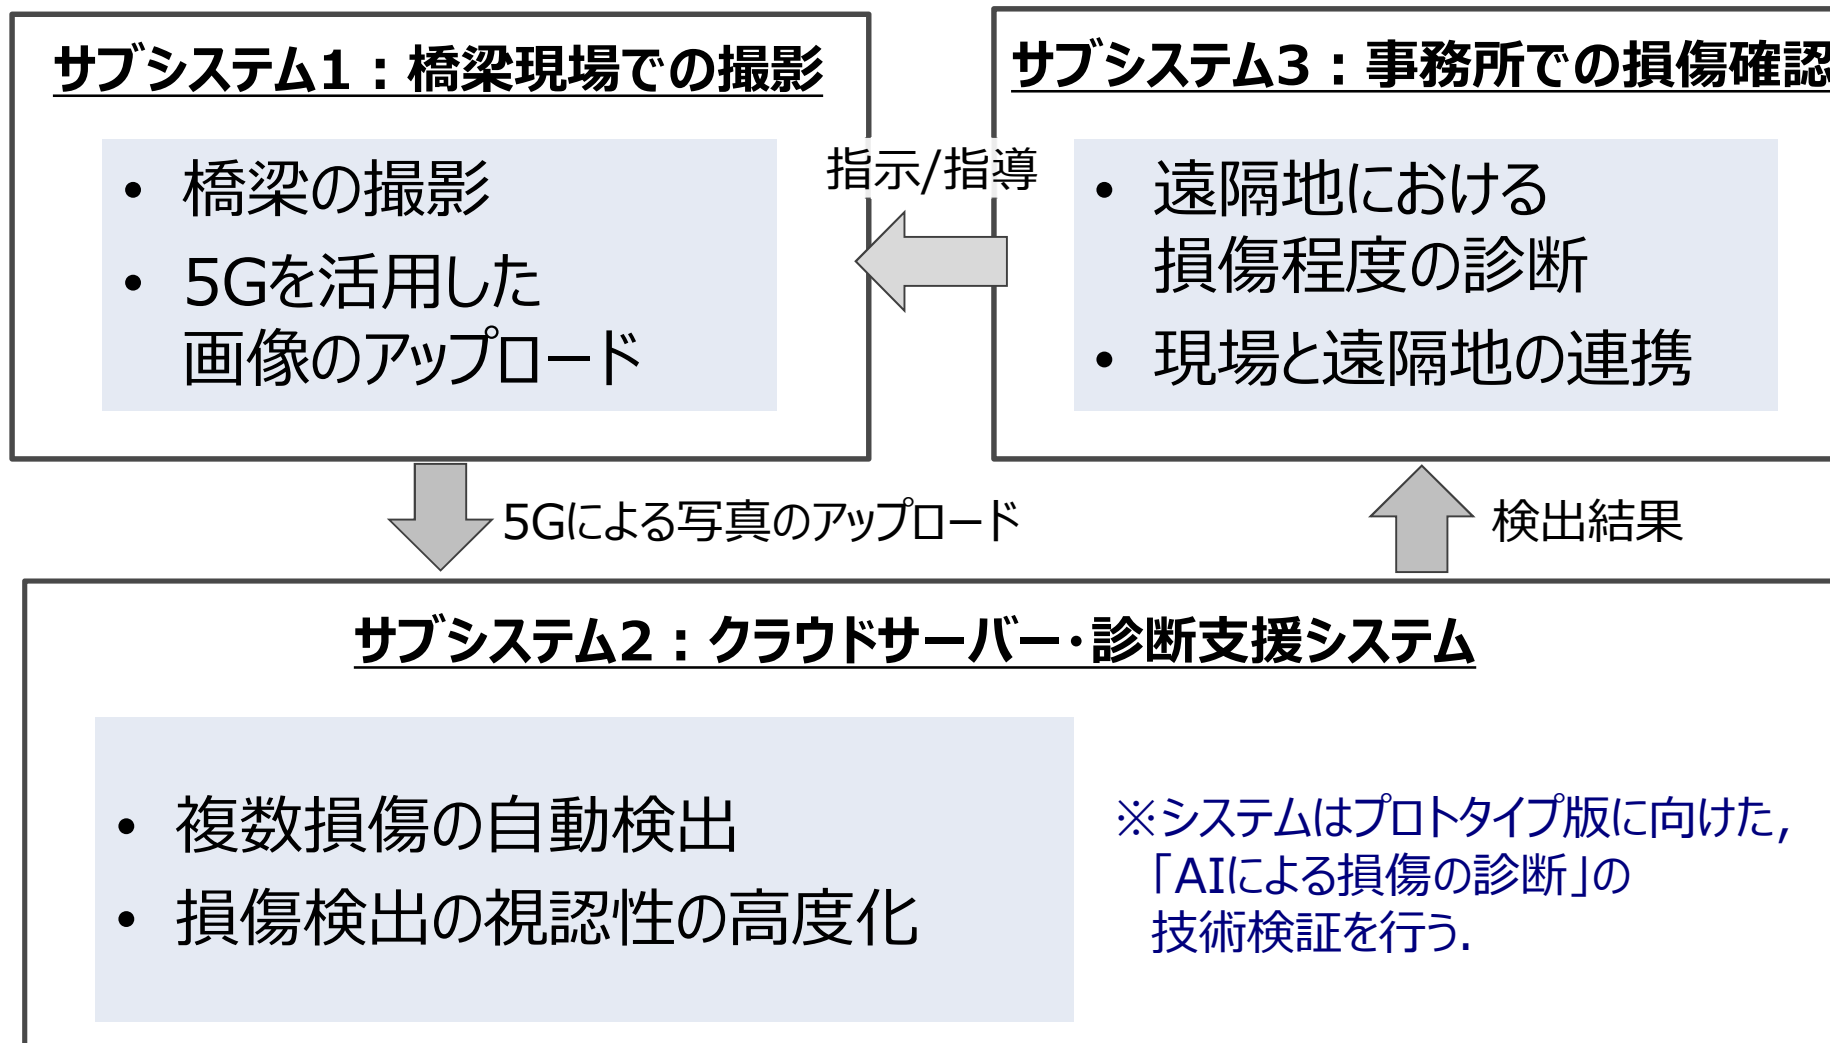 サブシステム1：橋梁現場での撮影
• 橋梁の撮影
• 5Gを活用した
画像のアップロード
指示/指導
サブシステム3：事務所での損傷確認
• 遠隔地における
損傷程度の診断
• 現場と遠隔地の連携
5Gによる写真のアップロード
検出結果
サブシステム2：クラウドサーバー・診断支援システム
• 複数損傷の自動検出
• 損傷検出の視認性の高度化
※システムはプロトタイプ版に向けた,
「AIによる損傷の診断」の
技術検証を行う.